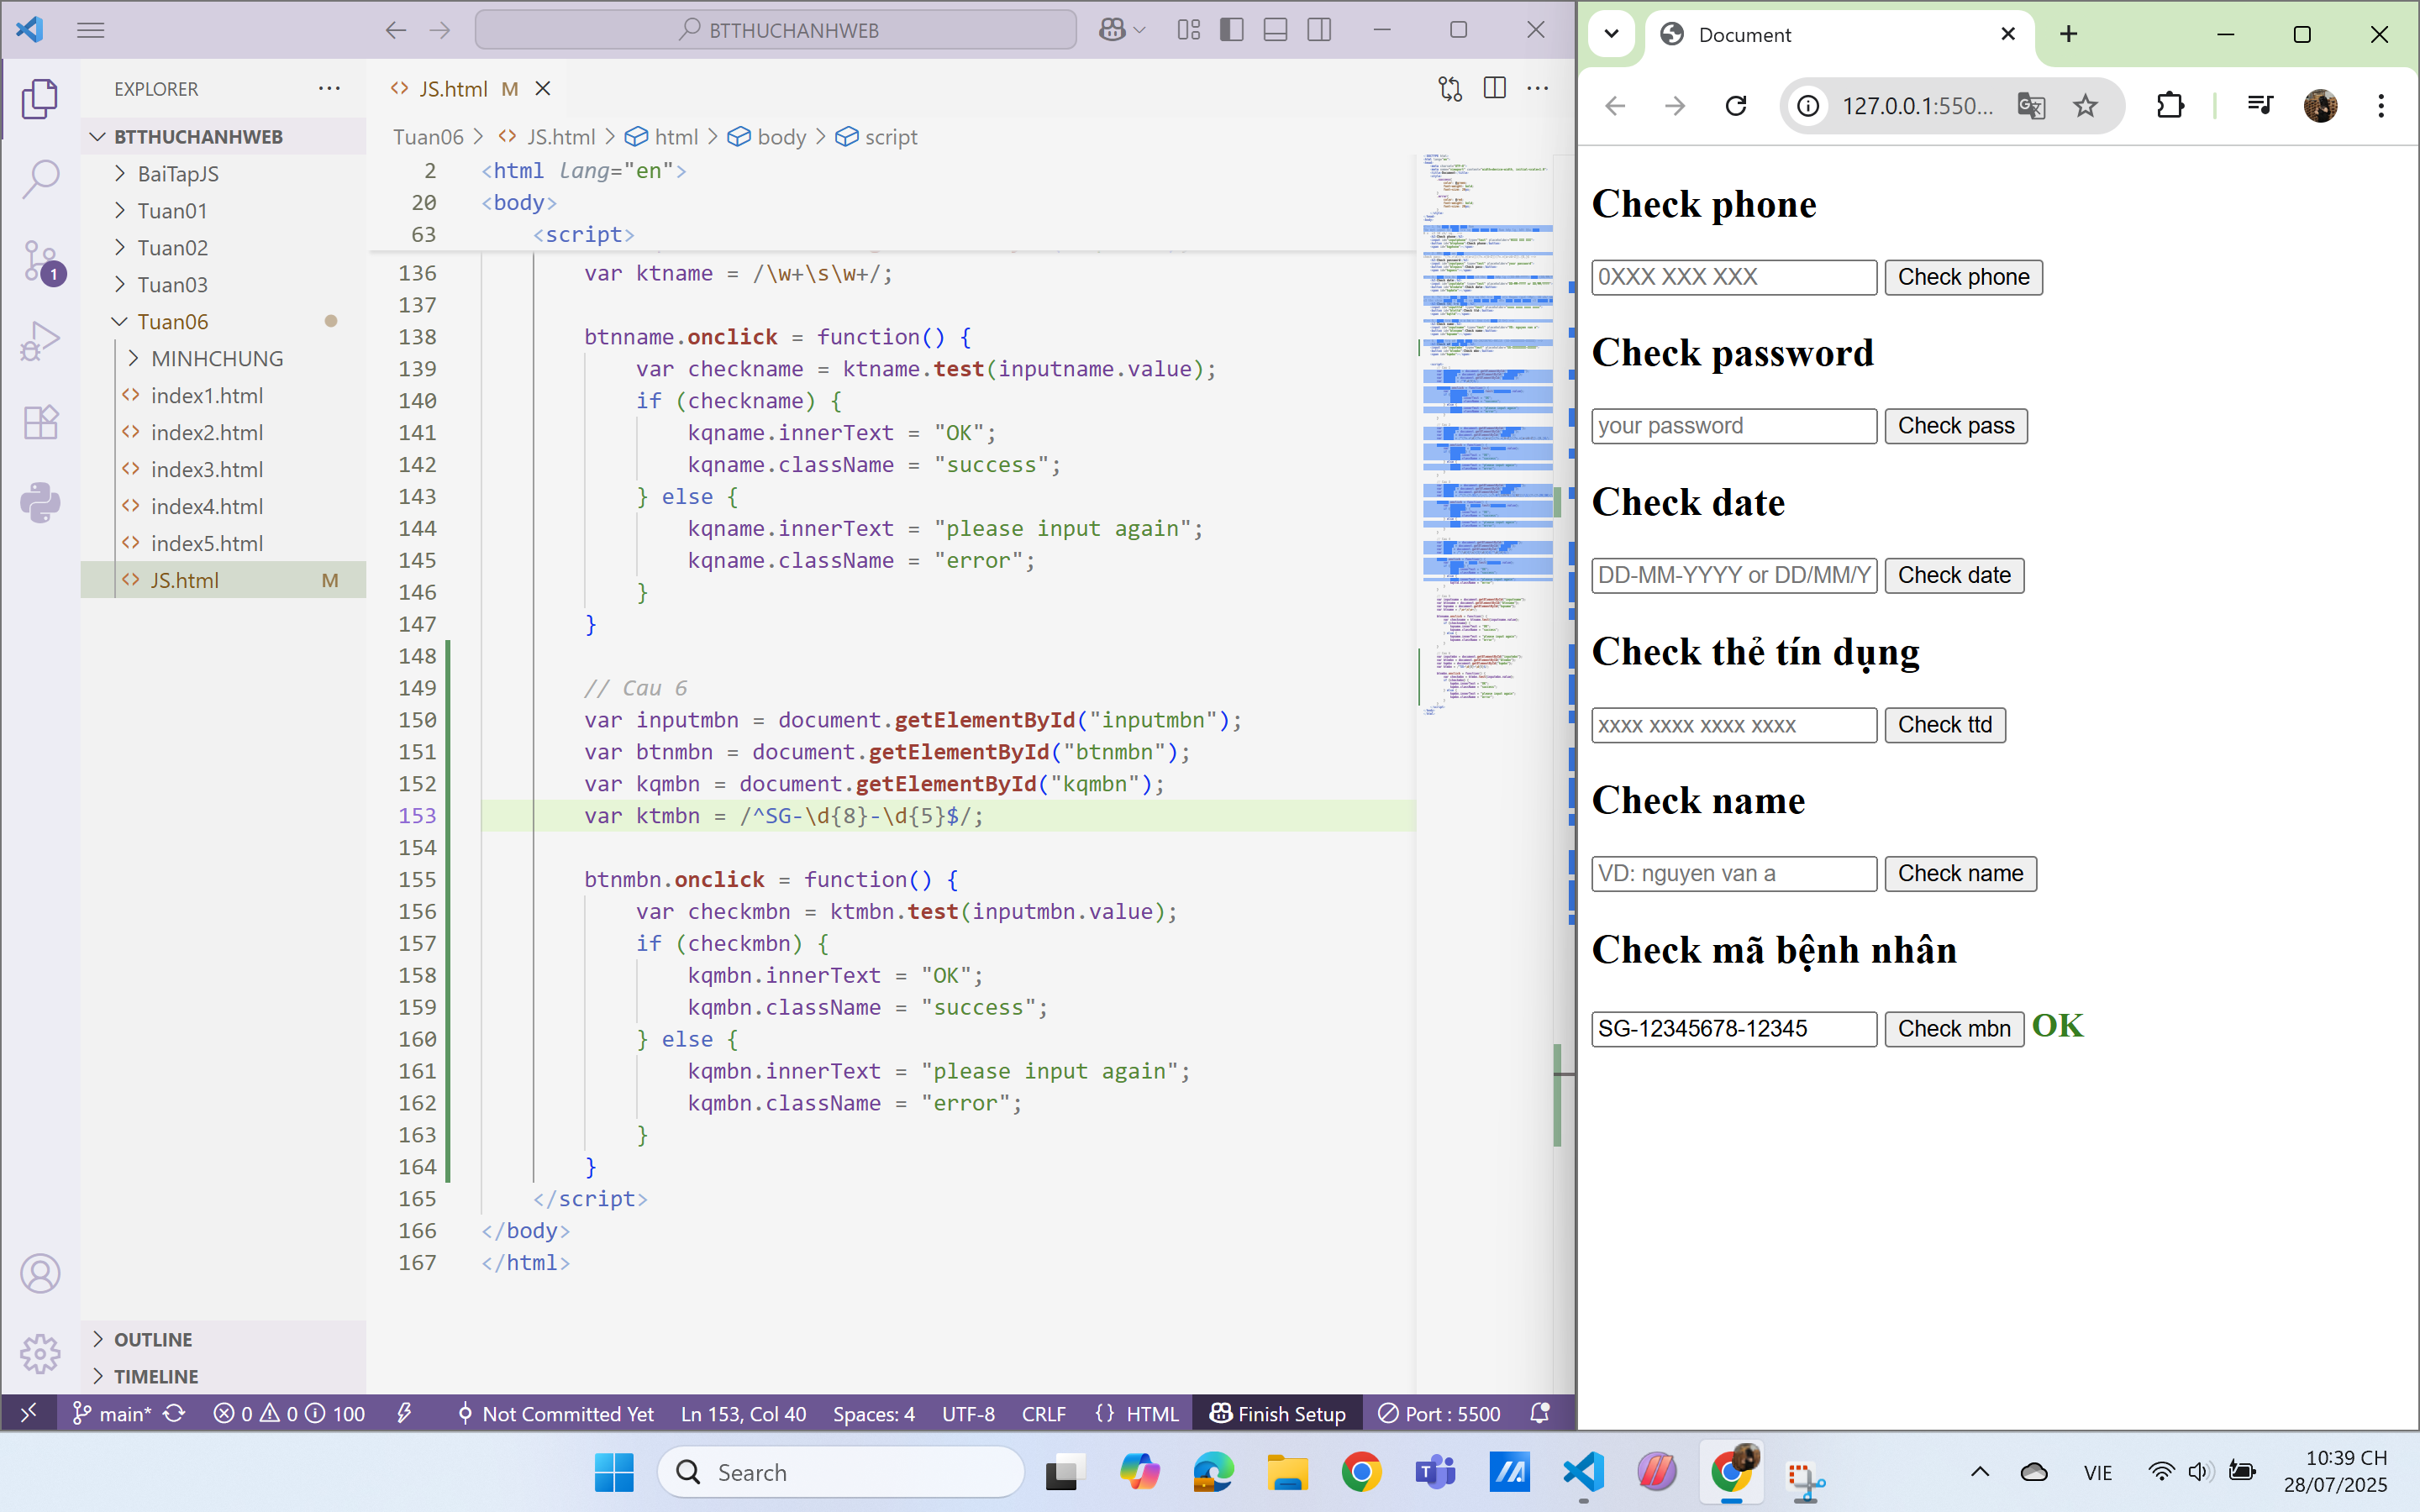 BTTHUCHANHWEB
EXPLORER
BTTHUCHANHWEB
BaiTapJS
Tuan01
Tuan02
Tuan03
Tuan06
MINHCHUNG
index1.html
index2.html
index3.html
index4.html
index5.html
JS.html M
OUTLINE
TIMELINE
1
JS.html M
Tuan06 > JS.html > html > body > script
2 <html lang="en">
20 <body>
63 <script>
136 var ktname = /\w+\s\w+/;
137
138 btnname.onclick = function() {
139 var checkname = ktname.test(inputname.value);
140 if (checkname) {
141 kqname.innerText = "OK";
142 kqname.className = "success";
143 } else {
144 kqname.innerText = "please input again";
145 kqname.className = "error";
146 }
147 }
148
149 // Cau 6
150 var inputmbn = document.getElementById("inputmbn");
151 var btnmbn = document.getElementById("btnmbn");
152 var kqmbn = document.getElementById("kqmbn");
153 var ktmbn = /^SG-\d{8}-\d{5}$/;
154
155 btnmbn.onclick = function() {
156 var checkmbn = ktmbn.test(inputmbn.value);
157 if (checkmbn) {
158 kqmbn.innerText = "OK";
159 kqmbn.className = "success";
160 } else {
161 kqmbn.innerText = "please input again";
162 kqmbn.className = "error";
163 }
164 }
165 </script>
166 </body>
167 </html>
main* 0 0 100 Not Committed Yet Ln 153, Col 40 Spaces: 4 UTF-8 CRLF {} HTML Finish Setup Port : 5500
Document
127.0.0.1:550...
Check phone
0XXX XXX XXX Check phone
Check password
your password Check pass
Check date
DD-MM-YYYY or DD/MM/Y Check date
Check thẻ tín dụng
xxxx xxxx xxxx xxxx Check ttd
Check name
VD: nguyen van a Check name
Check mã bệnh nhân
SG-12345678-12345 Check mbn OK
Search
VIE
10:39 CH
28/07/2025